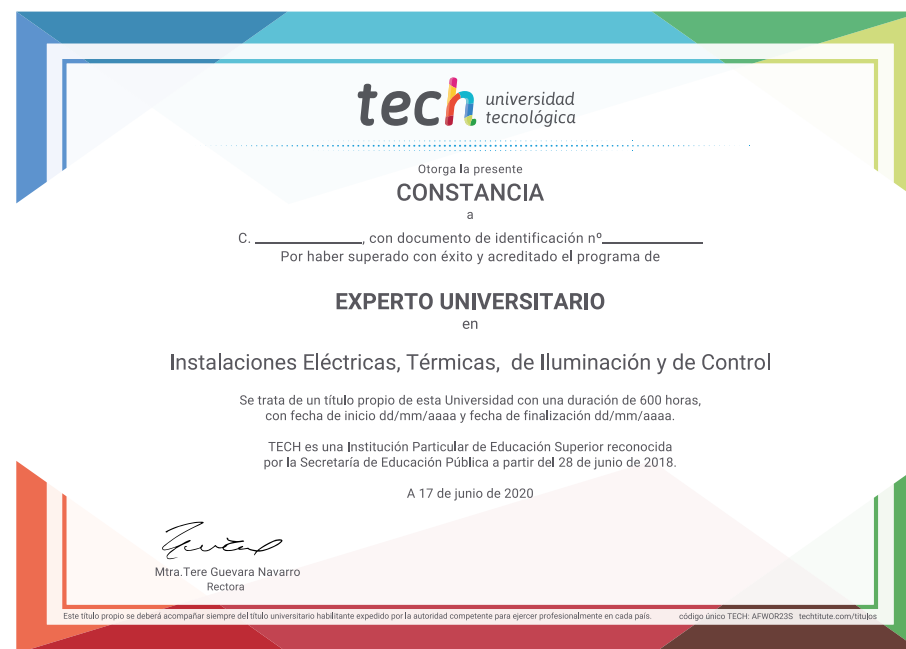 tech universidad
tecnológica
Otorga la presente
CONSTANCIA
a
C. ____________, con documento de identificación nº____________
Por haber superado con éxito y acreditado el programa de
EXPERTO UNIVERSITARIO
en
Instalaciones Eléctricas, Térmicas, de Iluminación y de Control
Se trata de un título propio de esta Universidad con una duración de 600 horas,
con fecha de inicio dd/mm/aaaa y fecha de finalización dd/mm/aaaa.
TECH es una Institución Particular de Educación Superior reconocida
por la Secretaría de Educación Pública a partir del 28 de junio de 2018.
A 17 de junio de 2020
Mtra.Tere Guevara Navarro
Rectora
Este título propio se deberá acompañar siempre del título universitario habilitante expedido por la autoridad competente para ejercer profesionalmente en cada país. código único TECH: AFWOR23S techtitute.com/titulos